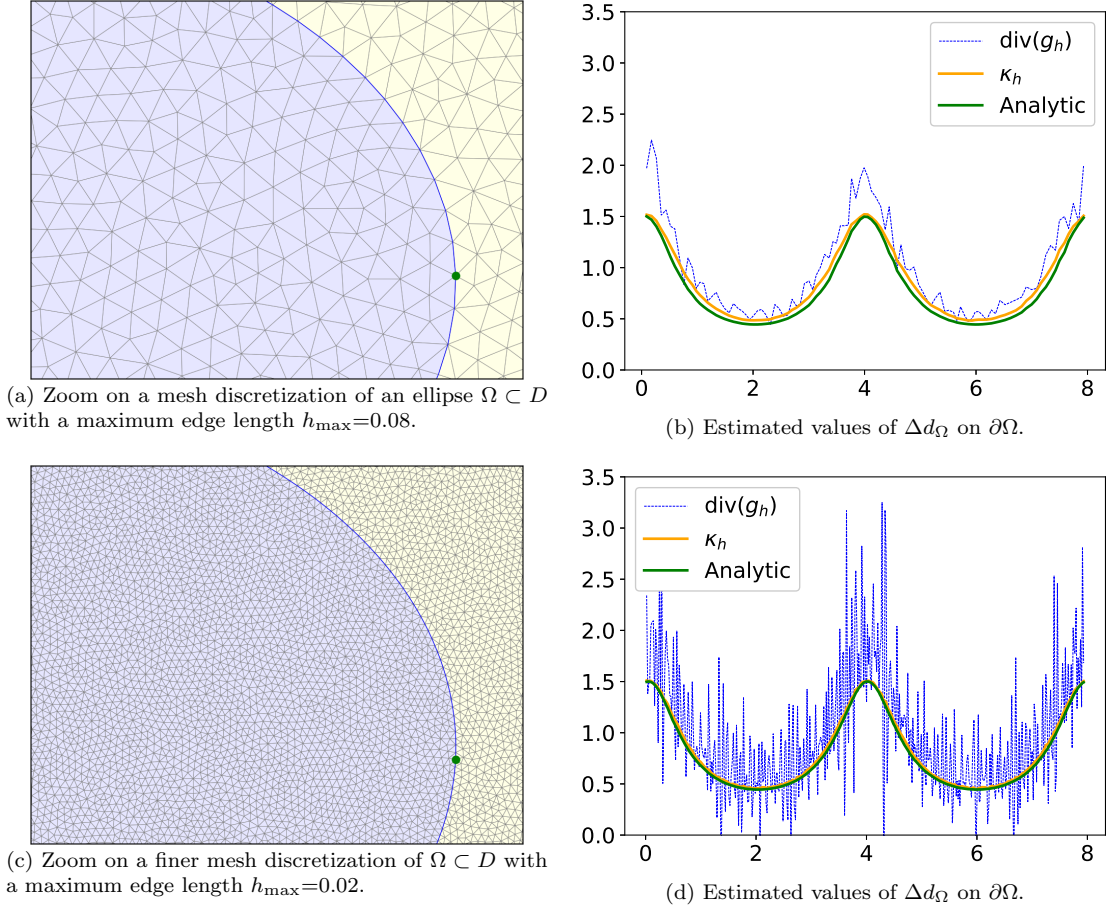 3.5
3.0
2.5
2.0
1.5
1.0
0.5
0.0
0 2 4 6 8
div(g_h)
κ_h
Analytic
(a) Zoom on a mesh discretization of an ellipse Ω ⊂ D
with a maximum edge length h_max=0.08.
(b) Estimated values of Δd_Ω on ∂Ω.
3.5
3.0
2.5
2.0
1.5
1.0
0.5
0.0
0 2 4 6 8
div(g_h)
κ_h
Analytic
(c) Zoom on a finer mesh discretization of Ω ⊂ D with
a maximum edge length h_max=0.02.
(d) Estimated values of Δd_Ω on ∂Ω.